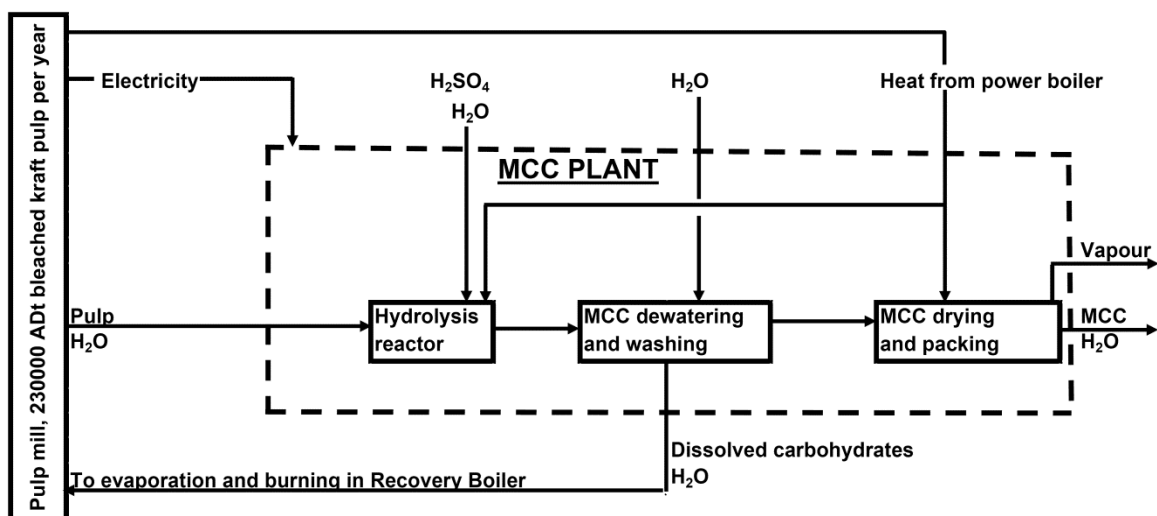 Pulp mill, 230000 ADt bleached kraft pulp per year
Electricity
H₂SO₄
H₂O
H₂O
Heat from power boiler
MCC PLANT
Vapour
Pulp
H₂O
Hydrolysis
reactor
MCC dewatering
and washing
MCC drying
and packing
MCC
H₂O
Dissolved carbohydrates
H₂O
To evaporation and burning in Recovery Boiler